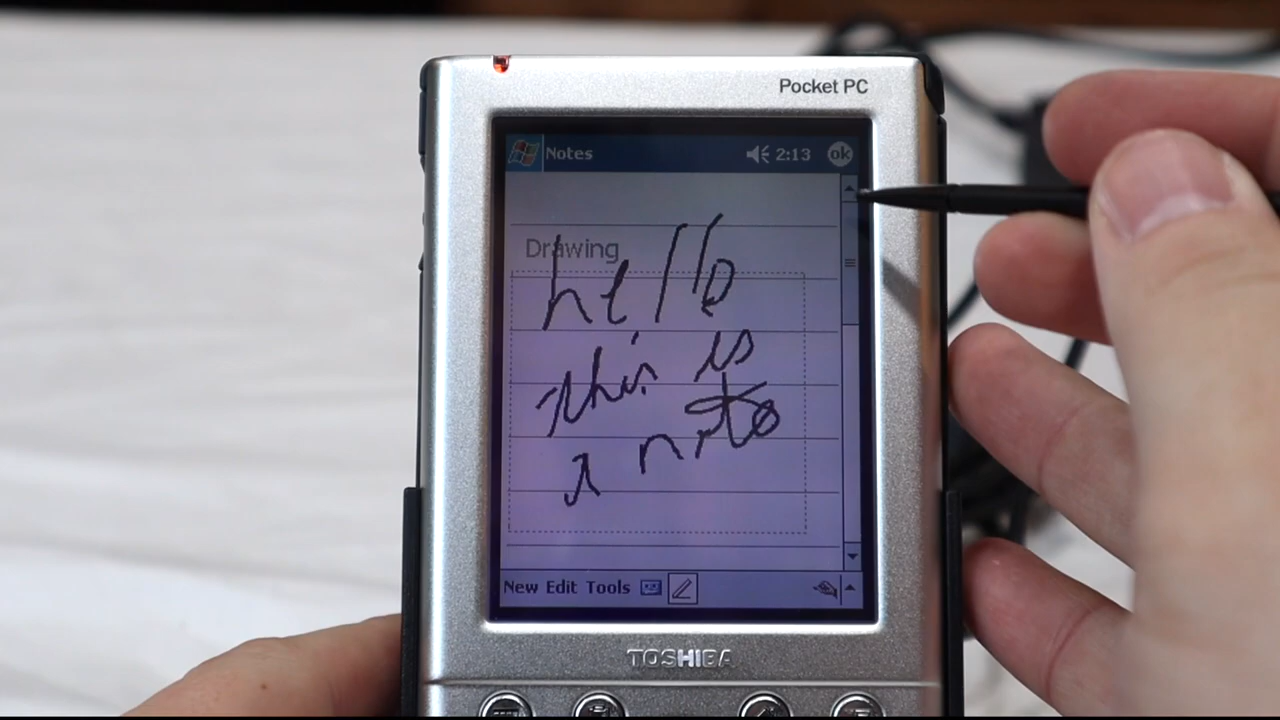 Pocket PC
Notes 2:13 ok
Drawing
hello
this is
a note
New Edit Tools
TOSHIBA